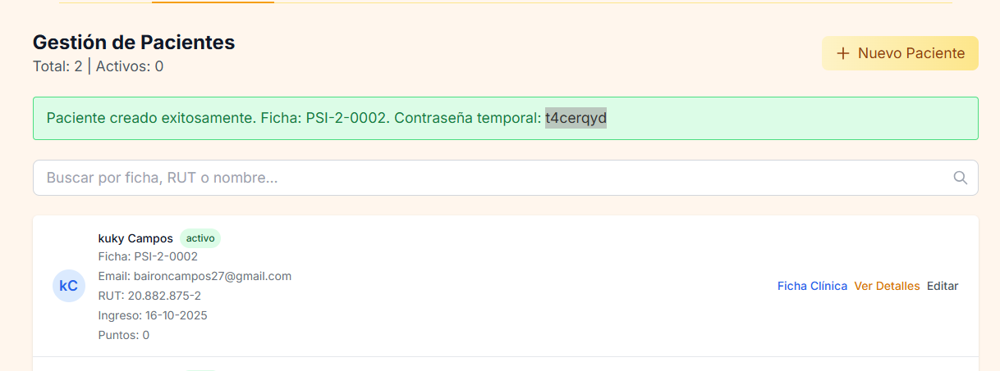 Gestión de Pacientes
Total: 2 | Activos: 0
+ Nuevo Paciente
Paciente creado exitosamente. Ficha: PSI-2-0002. Contraseña temporal: t4cerqyd
Buscar por ficha, RUT o nombre...
kuky Campos activo
Ficha: PSI-2-0002
Email: baironcampos27@gmail.com
kC
RUT: 20.882.875-2
Ingreso: 16-10-2025
Puntos: 0
Ficha Clínica Ver Detalles Editar